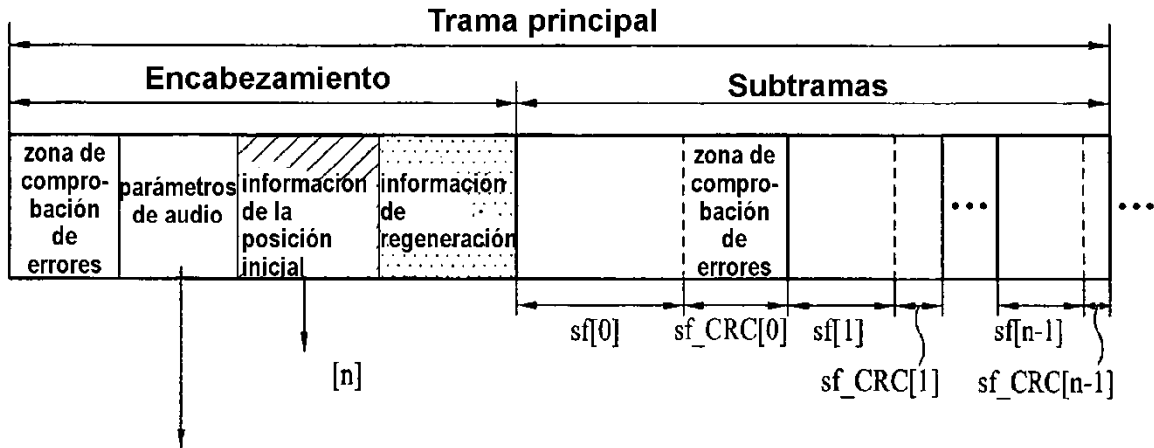 Trama principal
Encabezamiento
Subtramas
zona de
compro-
bación
de
errores
parámetros
de audio
información
de la
posición
inicial
información
de
regeneración
zona de
compro-
bación
de
errores
...
...
sf[0]
sf_CRC[0]
sf[1]
sf_CRC[1]
sf[n-1]
sf_CRC[n-1]
[n]